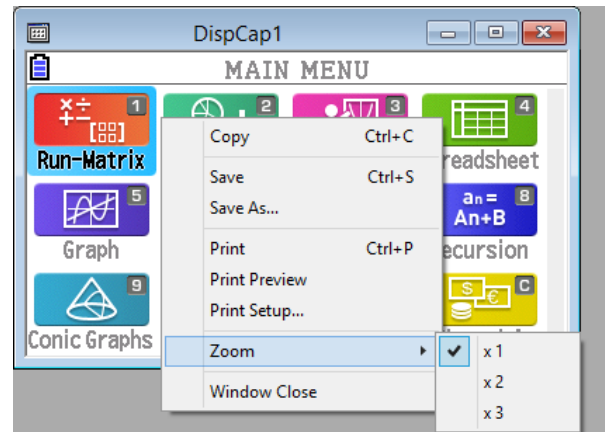 DispCap1
MAIN MENU
1
2
3
4
Run-Matrix
readsheet
5
8
an=
An+B
Graph
ecursion
9
C
$
€
Conic Graphs
Copy Ctrl+C
Save Ctrl+S
Save As...
Print Ctrl+P
Print Preview
Print Setup...
Zoom
x 1
x 2
x 3
Window Close